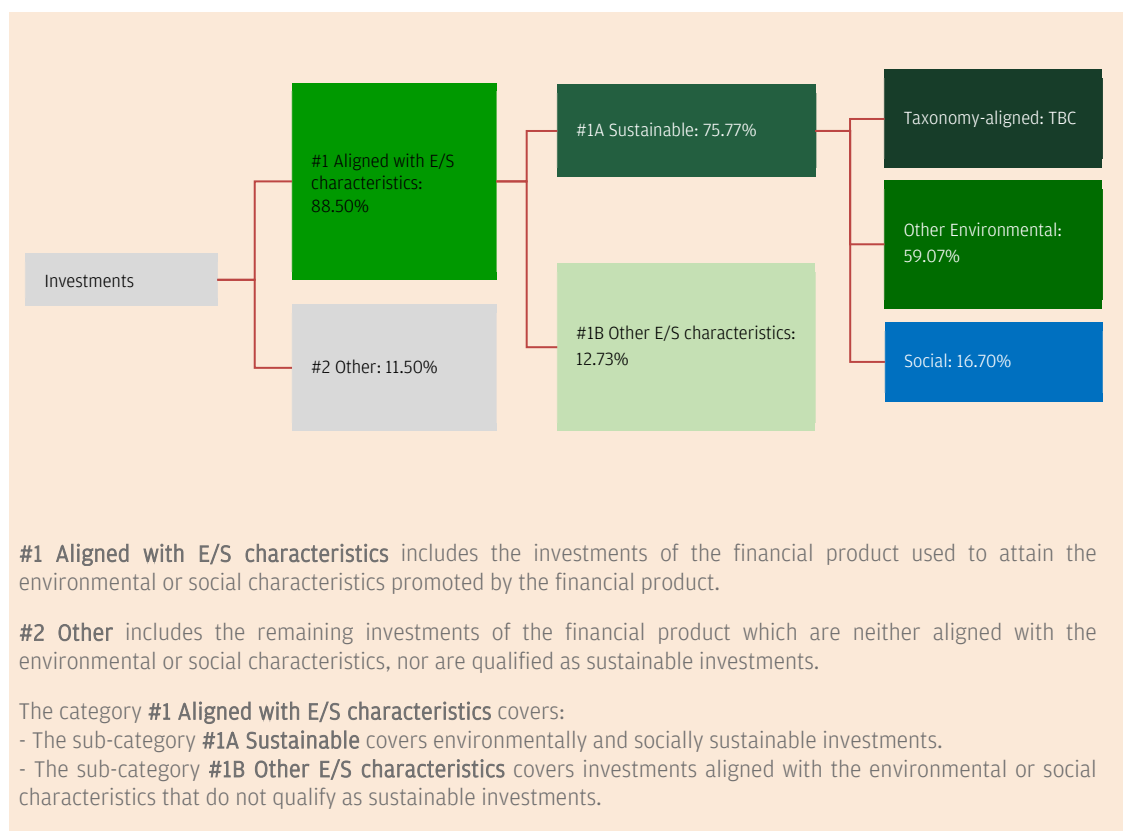 Investments
#1 Aligned with E/S
characteristics:
88.50%
#2 Other: 11.50%
#1A Sustainable: 75.77%
#1B Other E/S characteristics:
12.73%
Taxonomy-aligned: TBC
Other Environmental:
59.07%
Social: 16.70%
#1 Aligned with E/S characteristics includes the investments of the financial product used to attain the
environmental or social characteristics promoted by the financial product.
#2 Other includes the remaining investments of the financial product which are neither aligned with the
environmental or social characteristics, nor are qualified as sustainable investments.
The category #1 Aligned with E/S characteristics covers:
- The sub-category #1A Sustainable covers environmentally and socially sustainable investments.
- The sub-category #1B Other E/S characteristics covers investments aligned with the environmental or social
characteristics that do not qualify as sustainable investments.